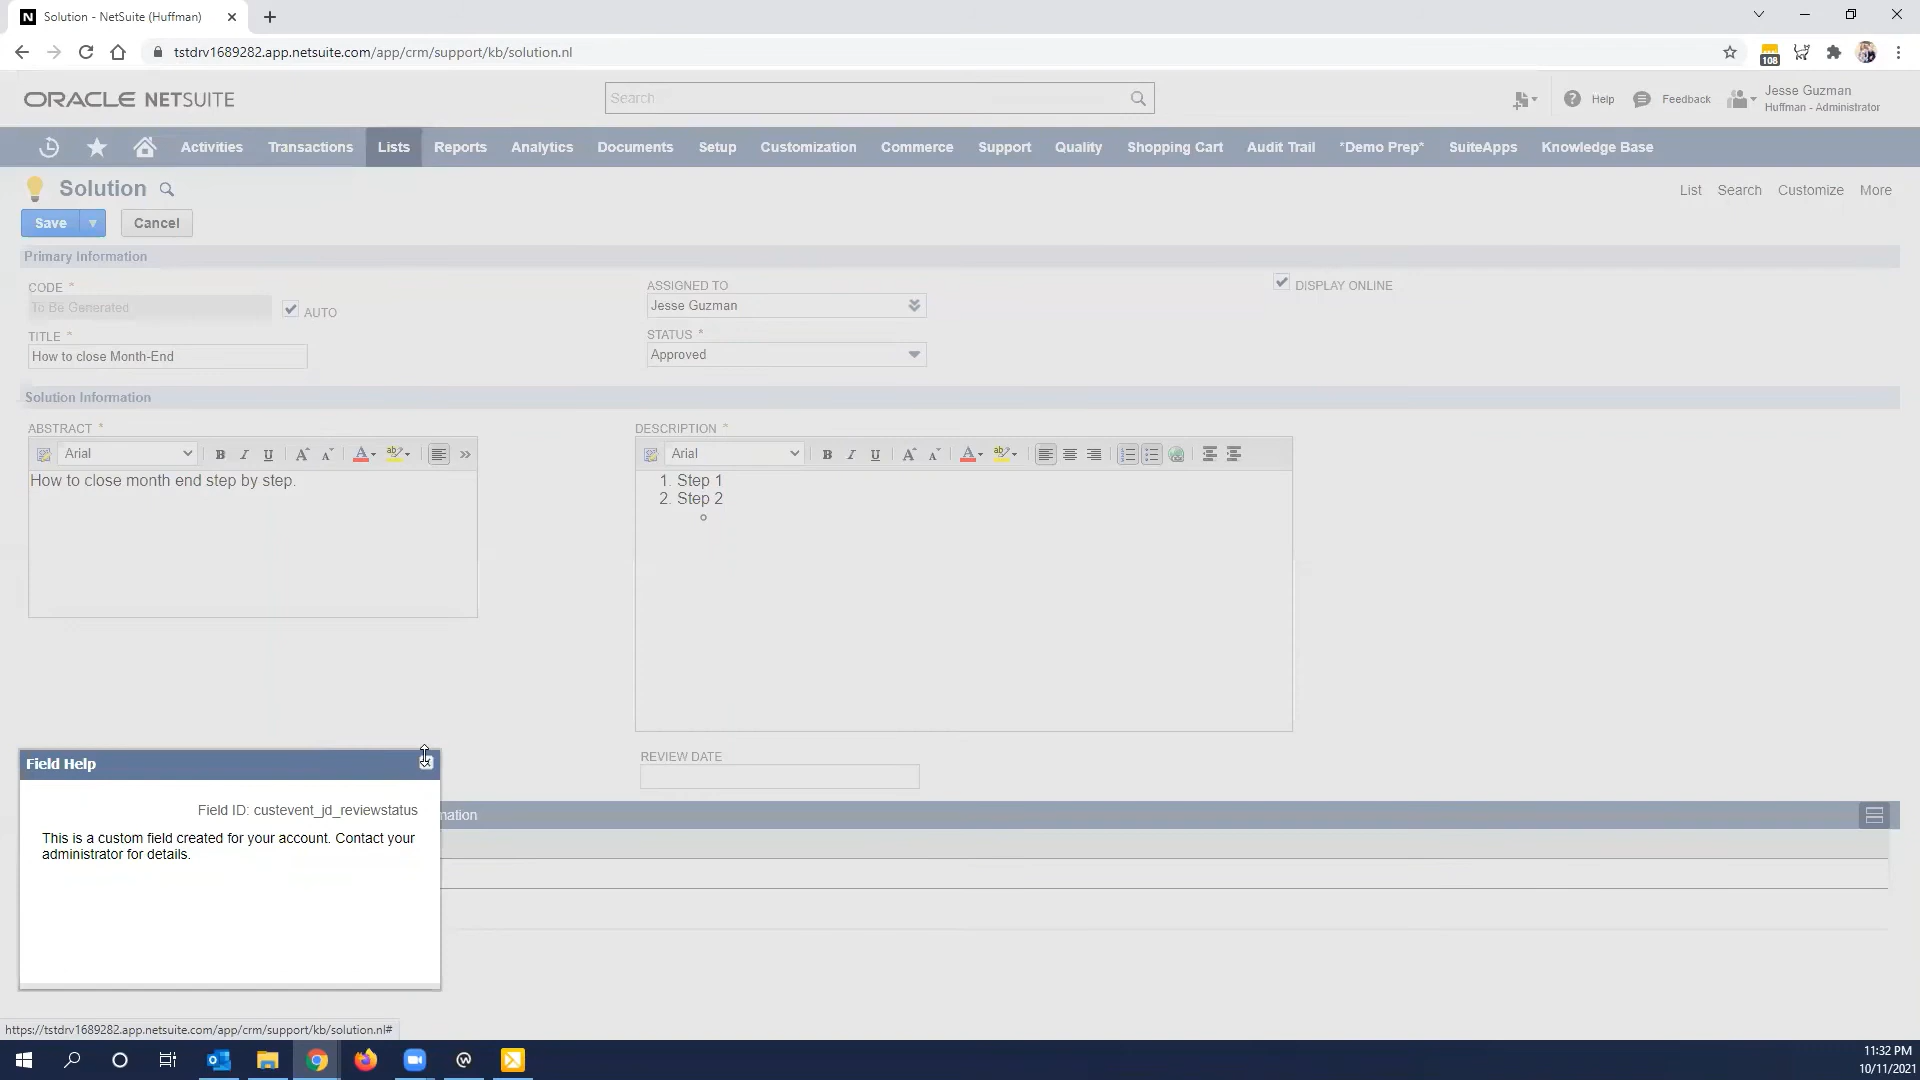 Solution - NetSuite (Huffman)
tstdrv1689282.app.netsuite.com/app/crm/support/kb/solution.nl
108
ORACLE NETSUITE
Search
Help
Feedback
Jesse Guzman
Huffman - Administrator
Activities Transactions Lists Reports Analytics Documents Setup Customization Commerce Support Quality Shopping Cart Audit Trail *Demo Prep* SuiteApps Knowledge Base
Solution
List Search Customize More
Save
Cancel
Primary Information
CODE *
To Be Generated
AUTO
TITLE *
How to close Month-End
ASSIGNED TO
Jesse Guzman
STATUS *
Approved
DISPLAY ONLINE
Solution Information
ABSTRACT *
Arial
B I U A A A ab
How to close month end step by step.
DESCRIPTION *
Arial
B I U A A A ab
1. Step 1
2. Step 2
REVIEW DATE
Field Help
Field ID: custevent_jd_reviewstatus
This is a custom field created for your account. Contact your
administrator for details.
mation
https://tstdrv1689282.app.netsuite.com/app/crm/support/kb/solution.nl#
11:32 PM
10/11/2021